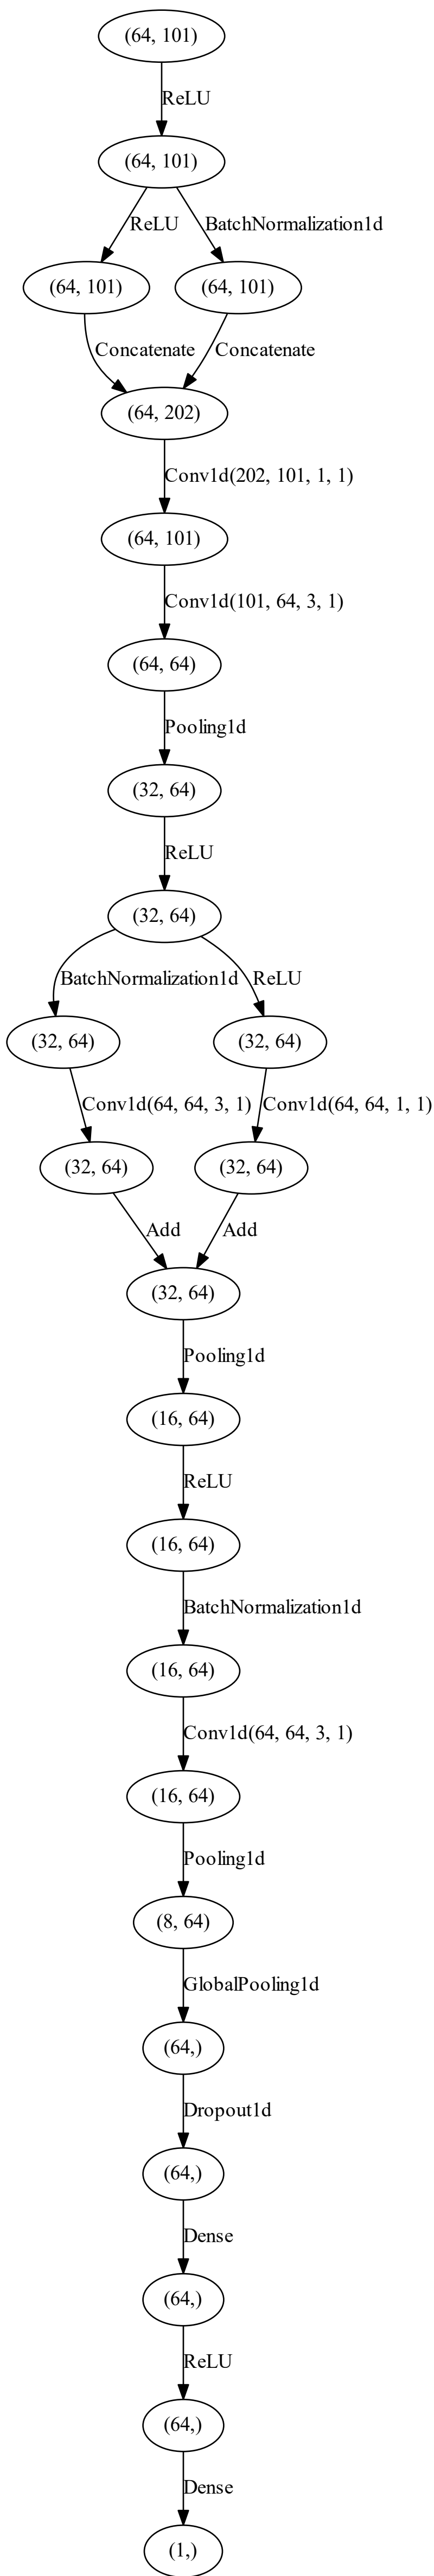 (64, 101)
ReLU
(64, 101)
ReLU BatchNormalization1d
(64, 101) (64, 101)
Concatenate Concatenate
(64, 202)
Conv1d(202, 101, 1, 1)
(64, 101)
Conv1d(101, 64, 3, 1)
(64, 64)
Pooling1d
(32, 64)
ReLU
(32, 64)
BatchNormalization1d ReLU
(32, 64) (32, 64)
Conv1d(64, 64, 3, 1) Conv1d(64, 64, 1, 1)
(32, 64) (32, 64)
Add Add
(32, 64)
Pooling1d
(16, 64)
ReLU
(16, 64)
BatchNormalization1d
(16, 64)
Conv1d(64, 64, 3, 1)
(16, 64)
Pooling1d
(8, 64)
GlobalPooling1d
(64,)
Dropout1d
(64,)
Dense
(64,)
ReLU
(64,)
Dense
(1,)